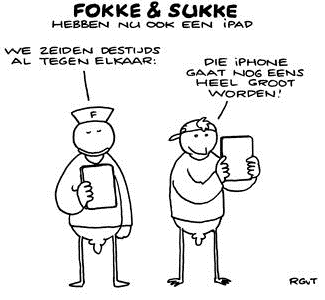 FOKKE & SUKKE
HEBBEN NU OOK EEN iPAD
WE ZEIDEN DESTIJDS
AL TEGEN ELKAAR:
DIE iPHONE
GAAT NOG EENS
HEEL GROOT
WORDEN!
F
RGvT